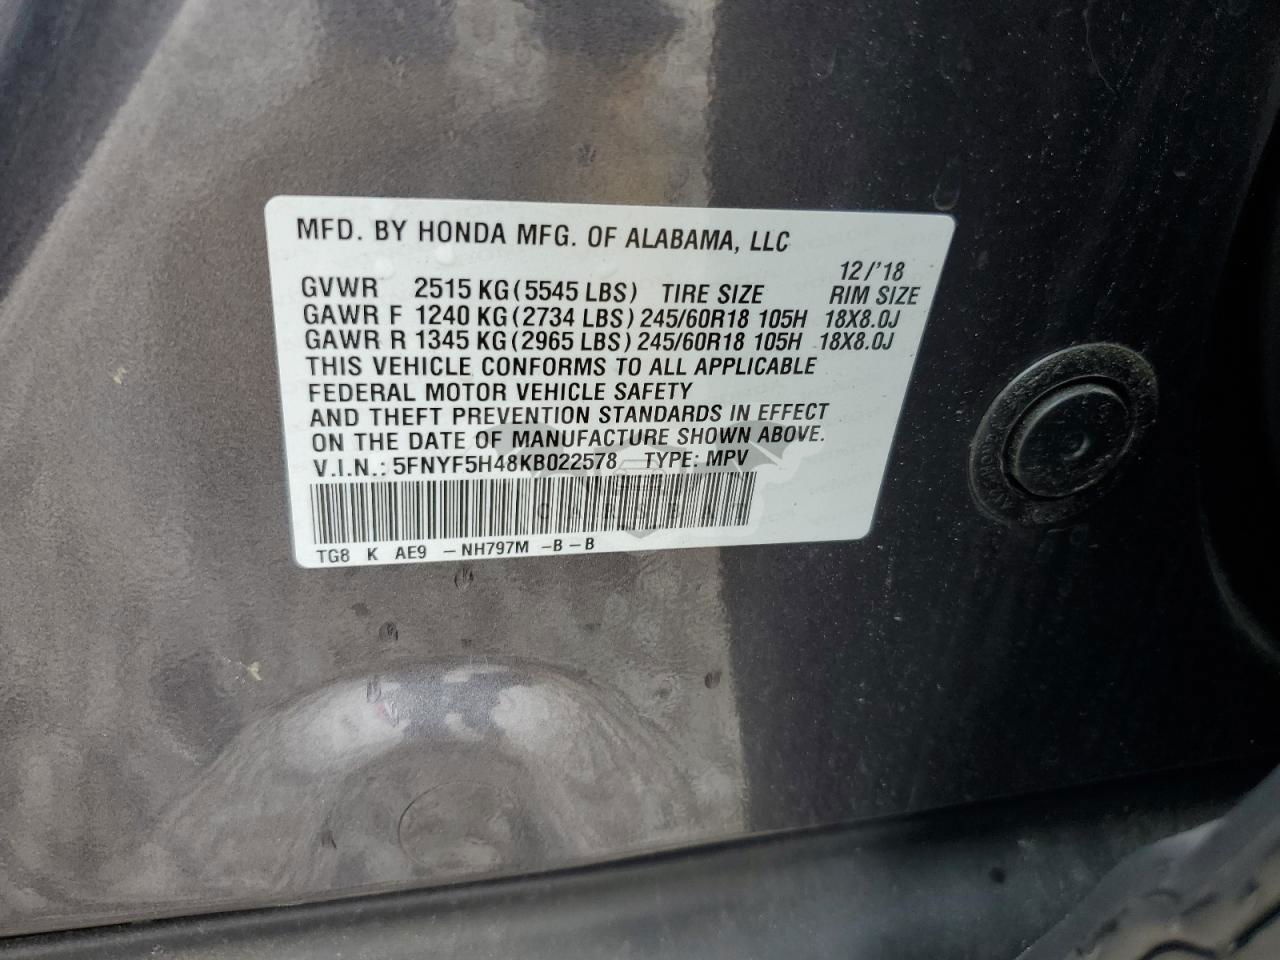 MFD. BY HONDA MFG. OF ALABAMA, LLC
12/'18
GVWR 2515 KG (5545 LBS) TIRE SIZE RIM SIZE
GAWR F 1240 KG (2734 LBS) 245/60R18 105H 18X8.0J
GAWR R 1345 KG (2965 LBS) 245/60R18 105H 18X8.0J
THIS VEHICLE CONFORMS TO ALL APPLICABLE
FEDERAL MOTOR VEHICLE SAFETY
AND THEFT PREVENTION STANDARDS IN EFFECT
ON THE DATE OF MANUFACTURE SHOWN ABOVE.
V.I.N.: 5FNYF5H48KB022578 TYPE: MPV
TG8 K AE9 -NH797M -B-B